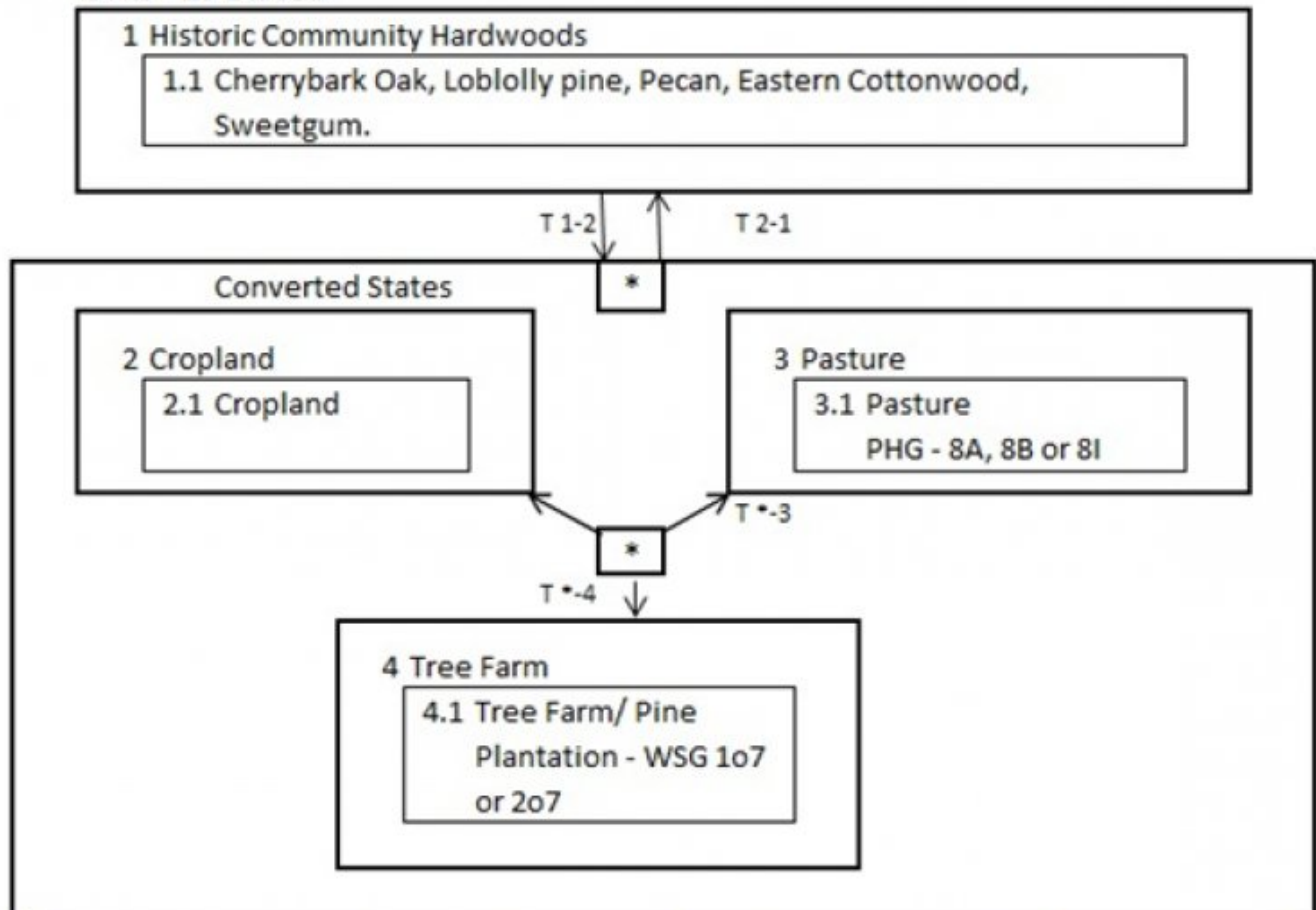 1 Historic Community Hardwoods
1.1 Cherrybark Oak, Loblolly pine, Pecan, Eastern Cottonwood,
Sweetgum.
T 1-2
T 2-1
*
Converted States
2 Cropland
2.1 Cropland
3 Pasture
3.1 Pasture
PHG - 8A, 8B or 8I
T *-3
*
T *-4
4 Tree Farm
4.1 Tree Farm/ Pine
Plantation - WSG 1o7
or 2o7